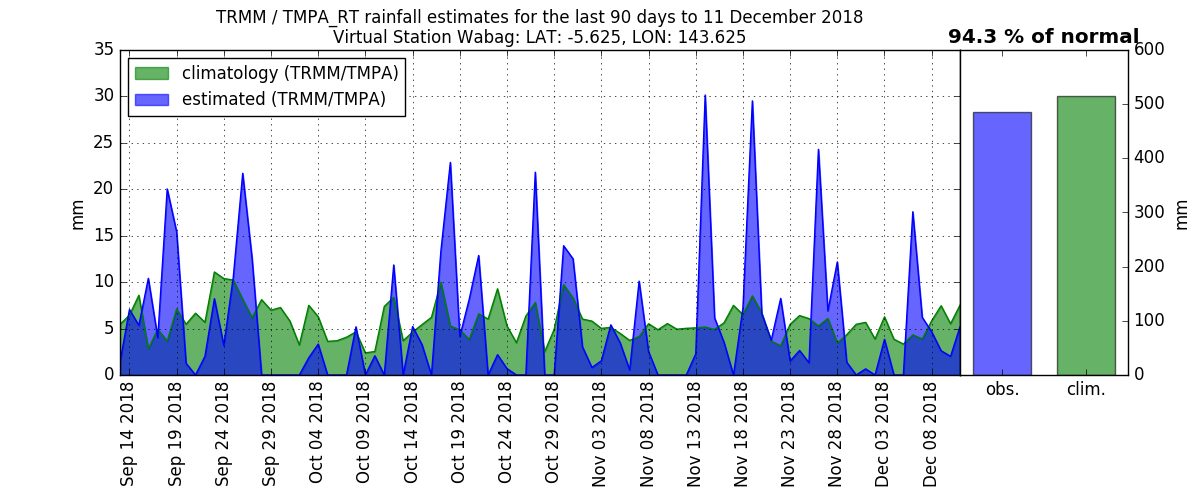 TRMM / TMPA_RT rainfall estimates for the last 90 days to 11 December 2018
Virtual Station Wabag: LAT: -5.625, LON: 143.625
94.3 % of normal
climatology (TRMM/TMPA)
estimated (TRMM/TMPA)
35
30
25
20
15
10
5
0
mm
Sep 14 2018
Sep 19 2018
Sep 24 2018
Sep 29 2018
Oct 04 2018
Oct 09 2018
Oct 14 2018
Oct 19 2018
Oct 24 2018
Oct 29 2018
Nov 03 2018
Nov 08 2018
Nov 13 2018
Nov 18 2018
Nov 23 2018
Nov 28 2018
Dec 03 2018
Dec 08 2018
obs.
clim.
600
500
400
300
200
100
0
mm